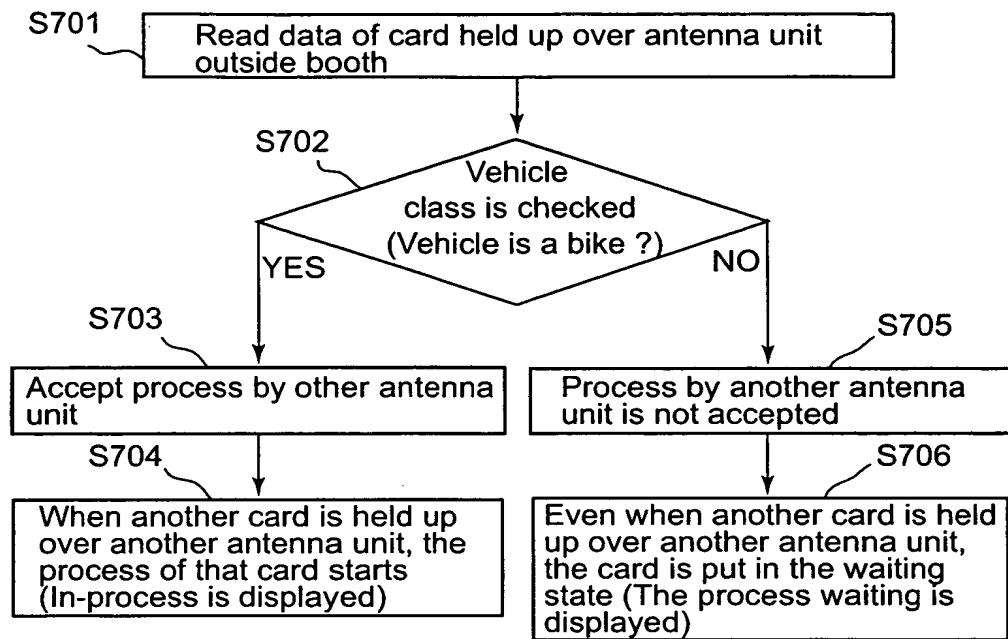 S701
Read data of card held up over antenna unit
outside booth
S702
Vehicle
class is checked
(Vehicle is a bike ?)
YES
NO
S703
Accept process by other antenna
unit
S705
Process by another antenna
unit is not accepted
S704
When another card is held up
over another antenna unit, the
process of that card starts
(In-process is displayed)
S706
Even when another card is held
up over another antenna unit,
the card is put in the waiting
state (The process waiting is
displayed)